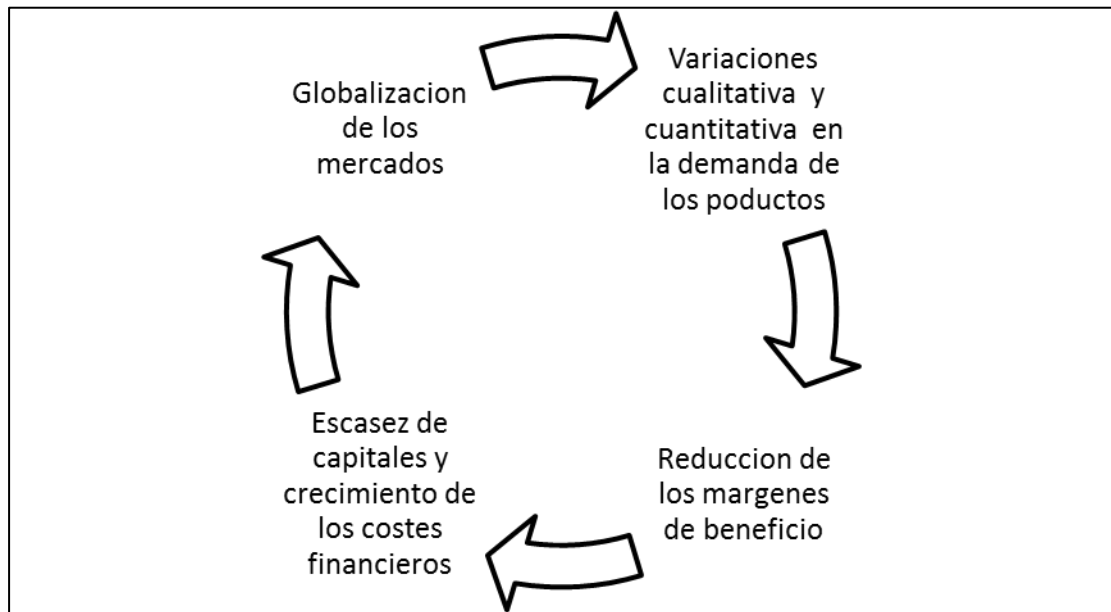 Globalizacion
de los
mercados
Variaciones
cualitativa y
cuantitativa en
la demanda de
los poductos
Reduccion de
los margenes
de beneficio
Escasez de
capitales y
crecimiento de
los costes
financieros